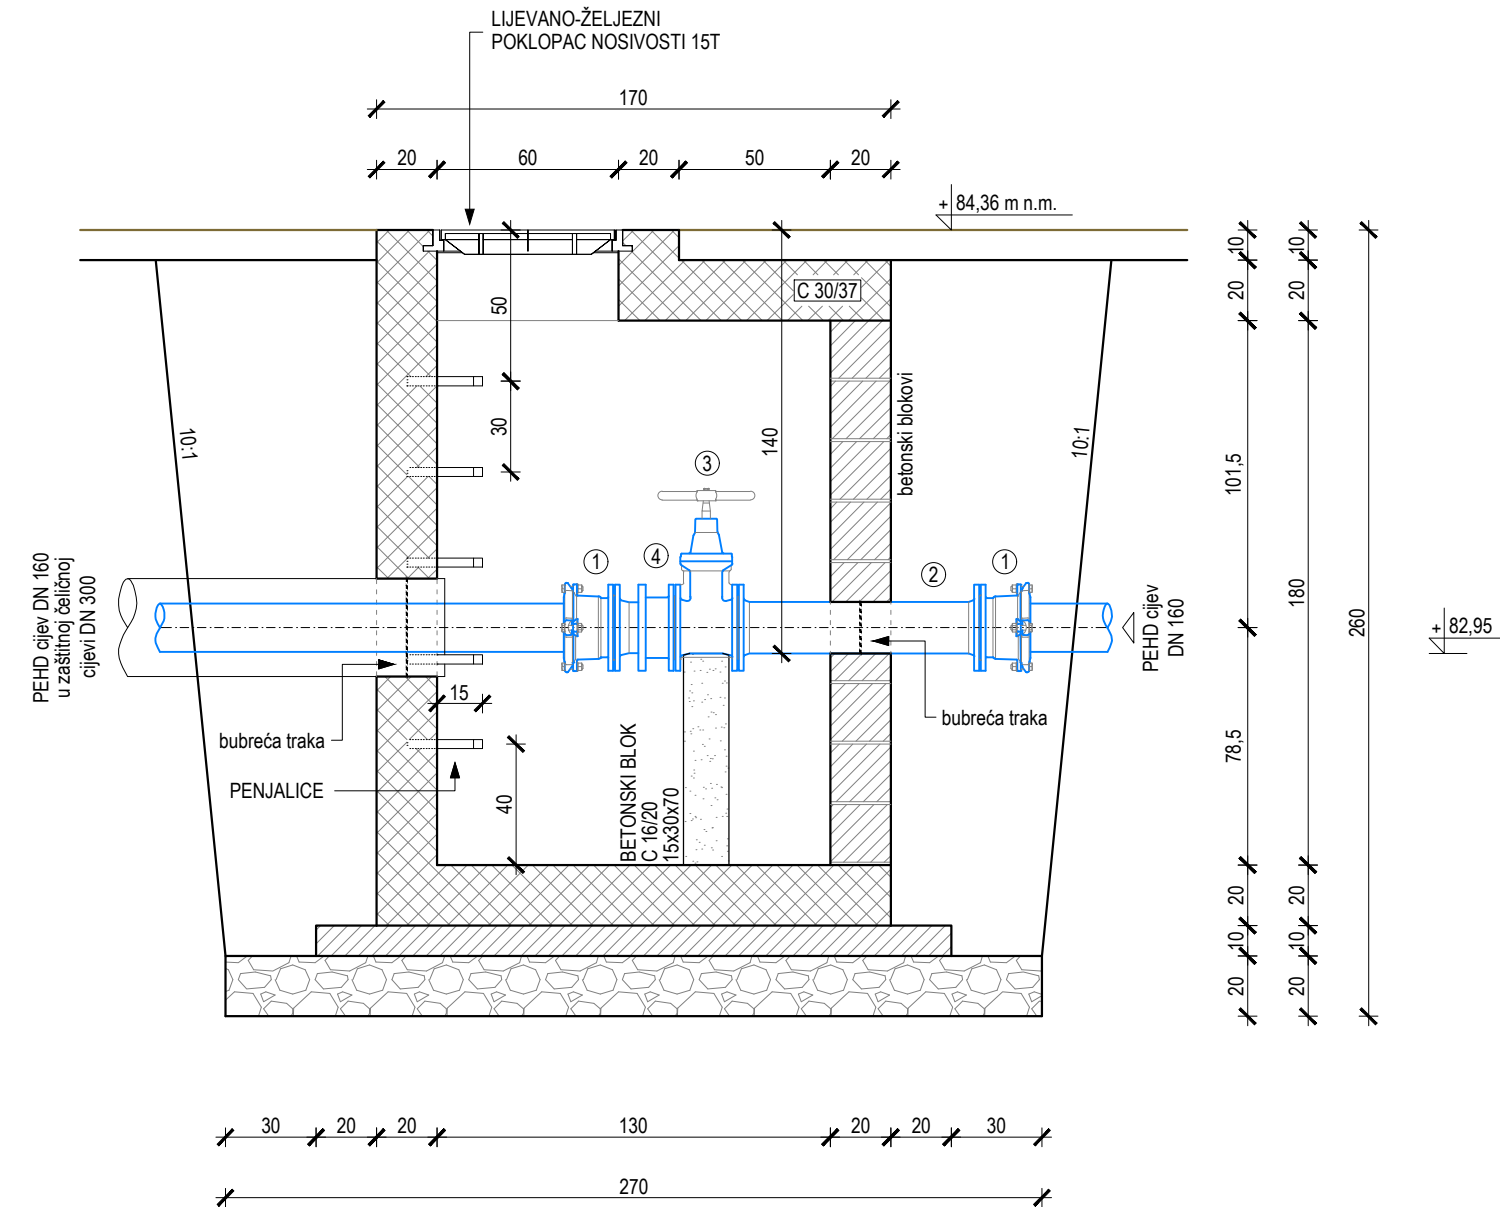 LIJEVANO-ŽELJEZNI
POKLOPAC NOSIVOSTI 15T
170
20
60
20
50
20
+ 84,36 m n.m.
10
10
20
20
C 30/37
50
30
140
10:1
10:1
betonski blokovi
101,5
180
260
3
1
4
2
1
PEHD cijev DN 160
u zaštitnoj čeličnoj
cijevi DN 300
PEHD cijev
DN 160
+ 82,95
15
bubreća traka
bubreća traka
PENJALICE
40
BETONSKI BLOK
C 16/20
15x30x70
78,5
20
20
10
10
20
20
30
20
20
130
20
20
30
270